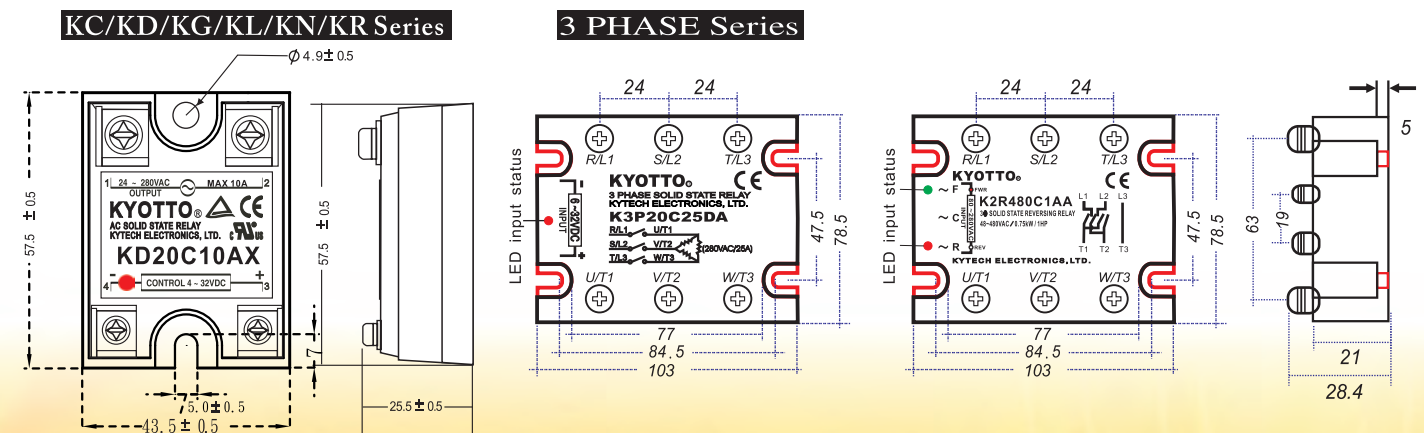 KC/KD/KG/KL/KN/KR Series
3 PHASE Series
Ø 4.9± 0.5
57.5 ± 0.5
1 24 ~ 280VAC MAX 10A 2
OUTPUT
KYOTTO® CE
AC SOLID STATE RELAY
KYTECH ELECTRONICS, LTD. c RU us
KD20C10AX
4 - + 3
CONTROL 4 ~ 32VDC
7
5.0±0.5
43.5± 0.5
57.5 ± 0.5
25.5 ± 0.5
24 24
R/L1 S/L2 T/L3
LED input status
6~32VDC
INPUT
- +
KYOTTO® CE
3 PHASE SOLID STATE RELAY
KYTECH ELECTRONICS, LTD.
K3P20C25DA
R/L1 U/T1
S/L2 V/T2 (280VAC/25A)
T/L3 W/T3
U/T1 V/T2 W/T3
47.5
78.5
77
84.5
103
24 24
R/L1 S/L2 T/L3
LED input status
KYOTTO® CE
~ F FWR
~ C
~ R REV
INPUT
80~280VAC
K2R480C1AA
SOLID STATE REVERSING RELAY
48~480VAC / 0.75kW / 1HP
L1 L2 L3
T1 T2 T3
KYTECH ELECTRONICS,LTD.
U/T1 V/T2 W/T3
47.5
78.5
77
84.5
103
5
63
19
21
28.4